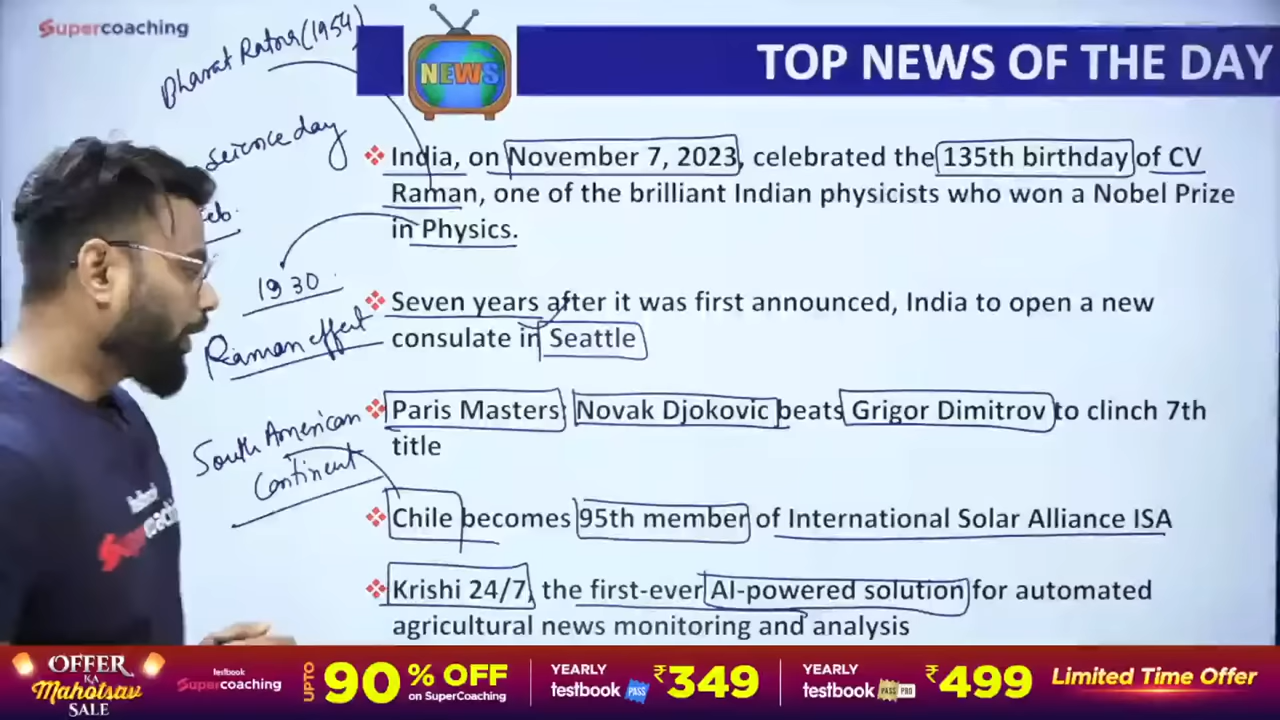 Supercoaching
Bharat Ratna (1954)
NEWS
TOP NEWS OF THE DAY
science day
India, on November 7, 2023, celebrated the 135th birthday of CV
Raman, one of the brilliant Indian physicists who won a Nobel Prize
in Physics.
eb.
1930
Seven years after it was first announced, India to open a new
consulate in Seattle
Raman effect
Paris Masters: Novak Djokovic beats Grigor Dimitrov to clinch 7th
title
South American
Continent
Chile becomes 95th member of International Solar Alliance ISA
Krishi 24/7, the first-ever AI-powered solution for automated
agricultural news monitoring and analysis
OFFER
KA
Mahotsav
SALE
testbook
Supercoaching
UPTO
90% OFF
on SuperCoaching
YEARLY
testbook PASS
₹349
YEARLY
testbook PASS PRO
₹499
Limited Time Offer